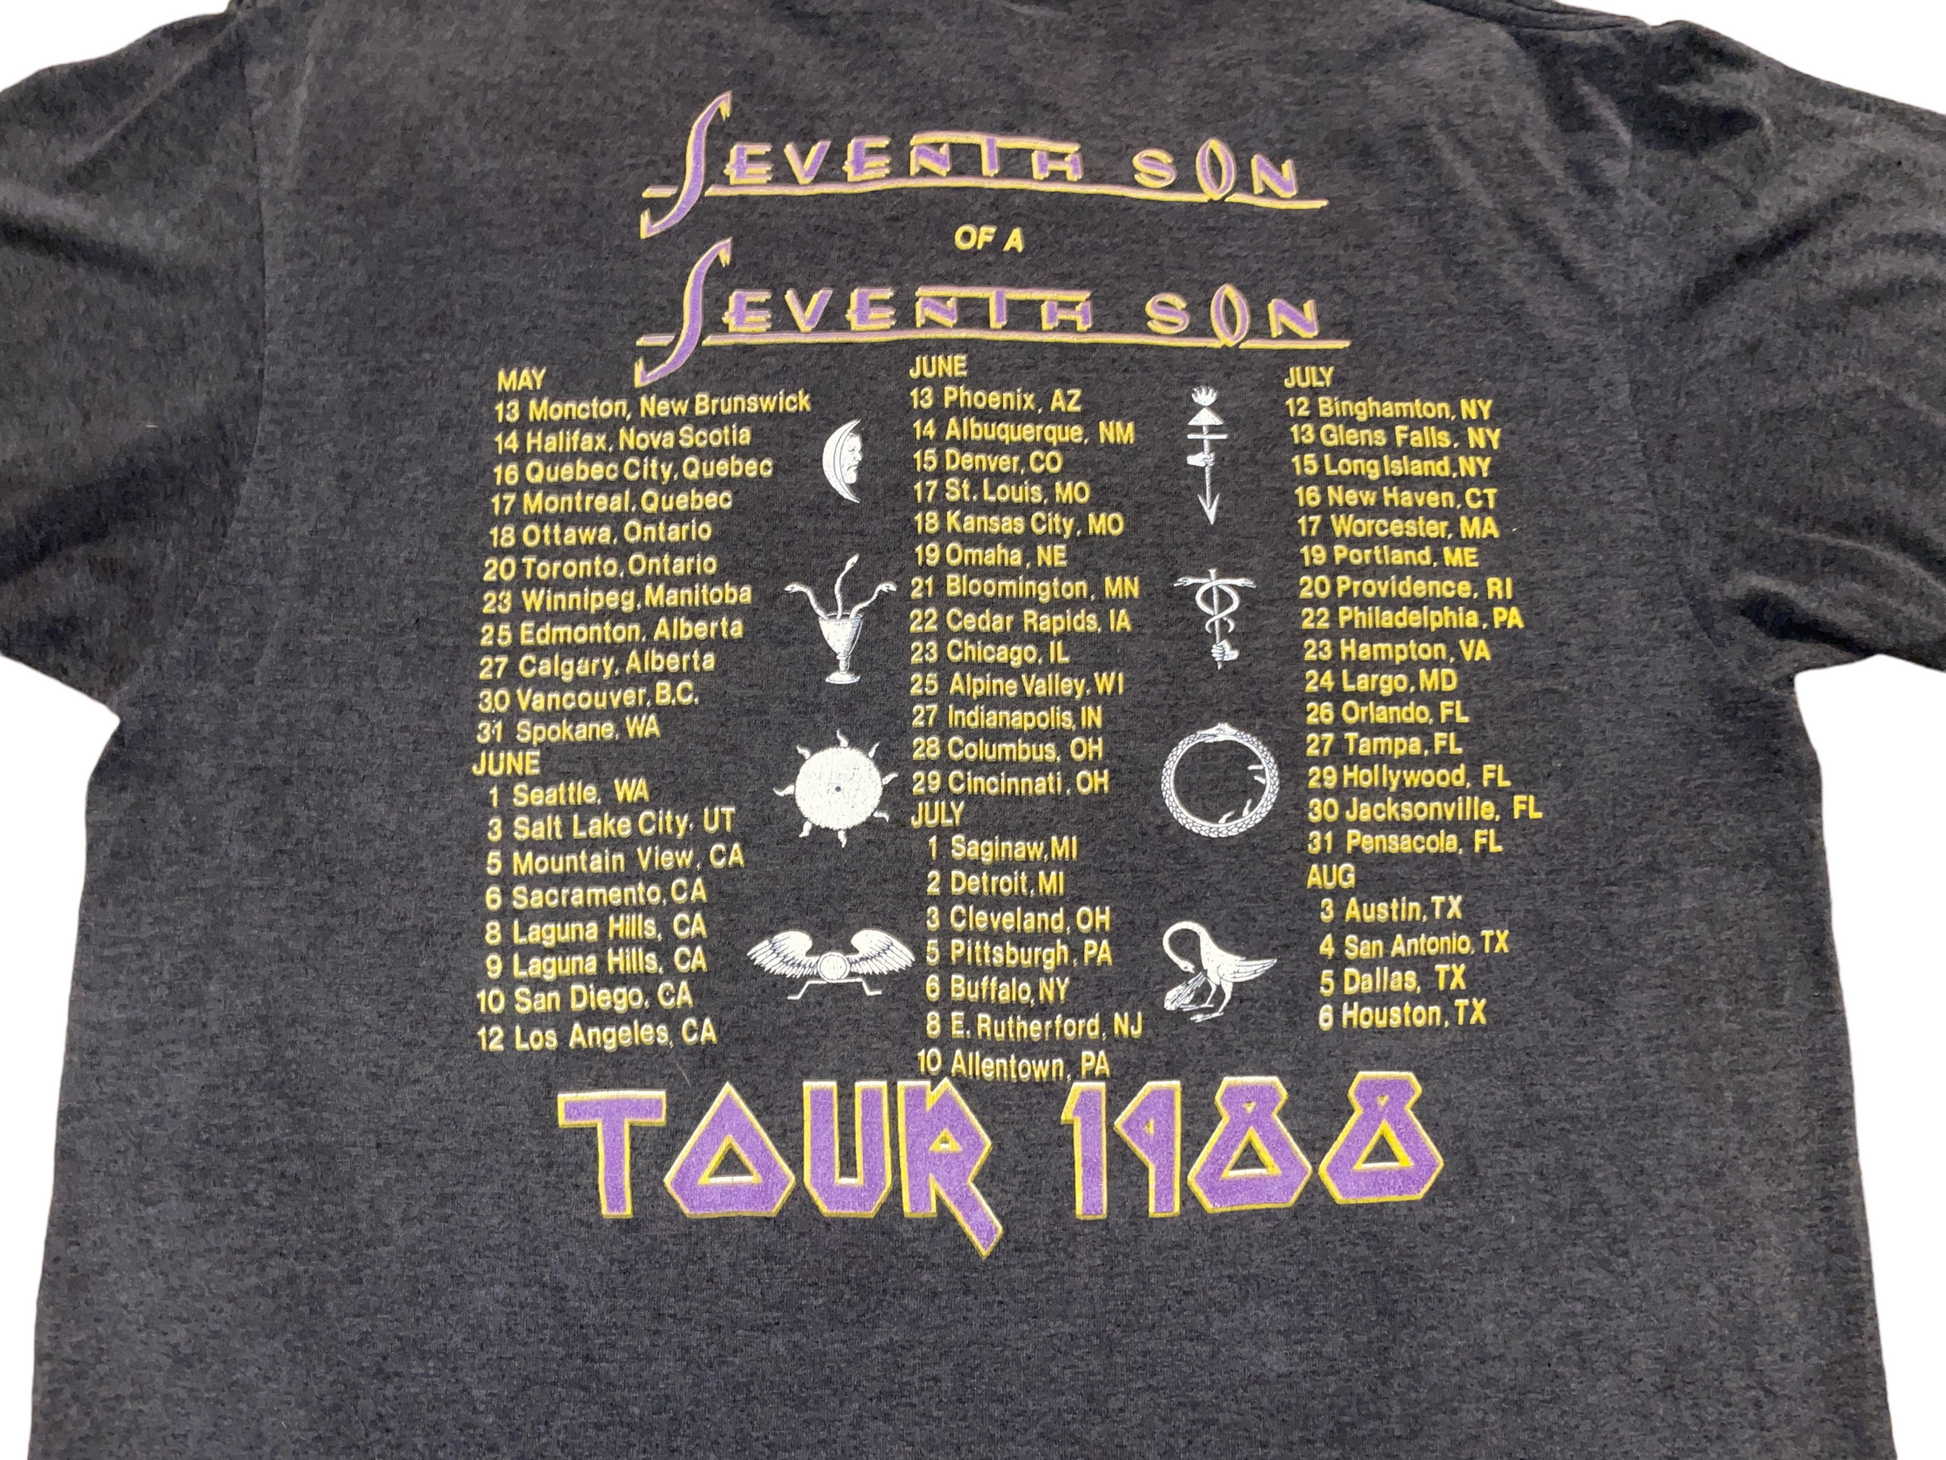 SEVENTH SON
OF A
SEVENTH SON
MAY
13 Moncton, New Brunswick
14 Halifax, Nova Scotia
16 Quebec City, Quebec
17 Montreal, Quebec
18 Ottawa, Ontario
20 Toronto, Ontario
23 Winnipeg, Manitoba
25 Edmonton, Alberta
27 Calgary, Alberta
30 Vancouver, B.C.
31 Spokane, WA
JUNE
1 Seattle, WA
3 Salt Lake City, UT
5 Mountain View, CA
6 Sacramento, CA
8 Laguna Hills, CA
9 Laguna Hills, CA
10 San Diego, CA
12 Los Angeles, CA
JUNE
13 Phoenix, AZ
14 Albuquerque, NM
15 Denver, CO
17 St. Louis, MO
18 Kansas City, MO
19 Omaha, NE
21 Bloomington, MN
22 Cedar Rapids, IA
23 Chicago, IL
25 Alpine Valley, WI
27 Indianapolis, IN
28 Columbus, OH
29 Cincinnati, OH
JULY
1 Saginaw, MI
2 Detroit, MI
3 Cleveland, OH
5 Pittsburgh, PA
6 Buffalo, NY
8 E. Rutherford, NJ
10 Allentown, PA
JULY
12 Binghamton, NY
13 Glens Falls, NY
15 Long Island, NY
16 New Haven, CT
17 Worcester, MA
19 Portland, ME
20 Providence, RI
22 Philadelphia, PA
23 Hampton, VA
24 Largo, MD
26 Orlando, FL
27 Tampa, FL
29 Hollywood, FL
30 Jacksonville, FL
31 Pensacola, FL
AUG
3 Austin, TX
4 San Antonio, TX
5 Dallas, TX
6 Houston, TX
TOUR 1988